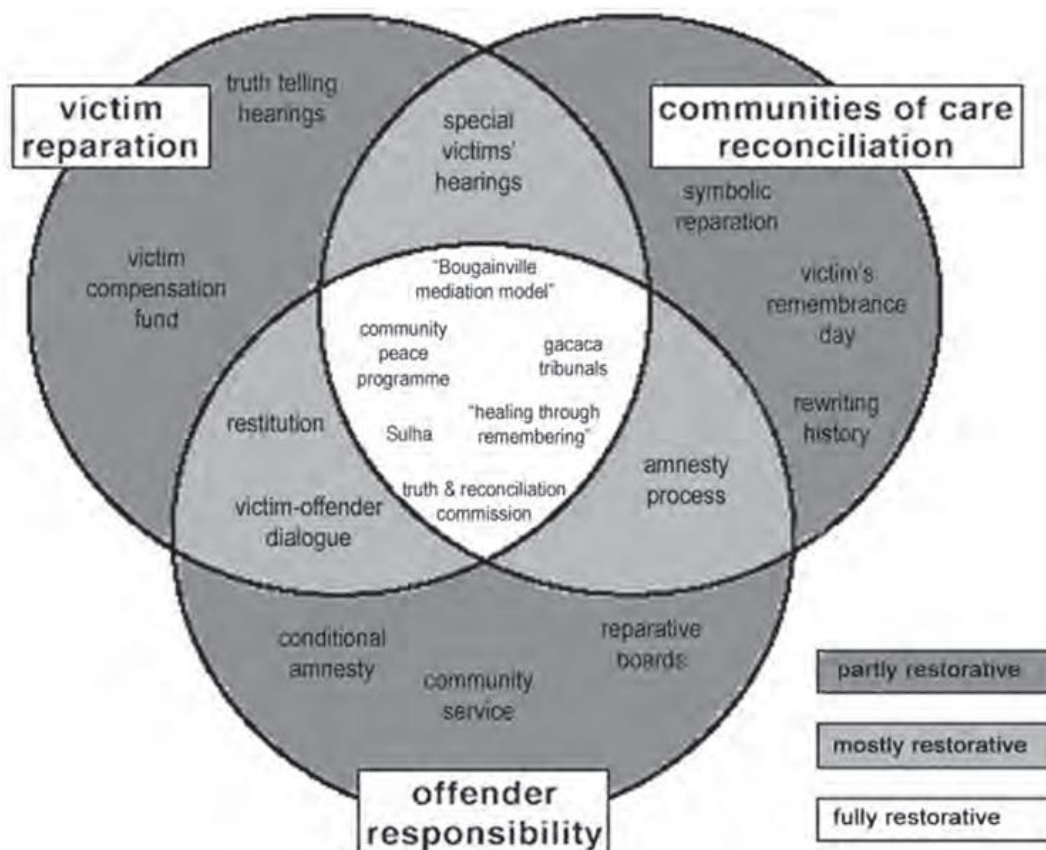 victim
reparation
truth telling
hearings
special
victims'
hearings
communities of care
reconciliation
symbolic
reparation
victim
compensation
fund
"Bougainville
mediation model"
victim's
remembrance
day
community
peace
programme
gacaca
tribunals
restitution
Sulha
"healing through
remembering"
rewriting
history
victim-offender
dialogue
truth & reconciliation
commission
amnesty
process
conditional
amnesty
community
service
reparative
boards
offender
responsibility
partly restorative
mostly restorative
fully restorative